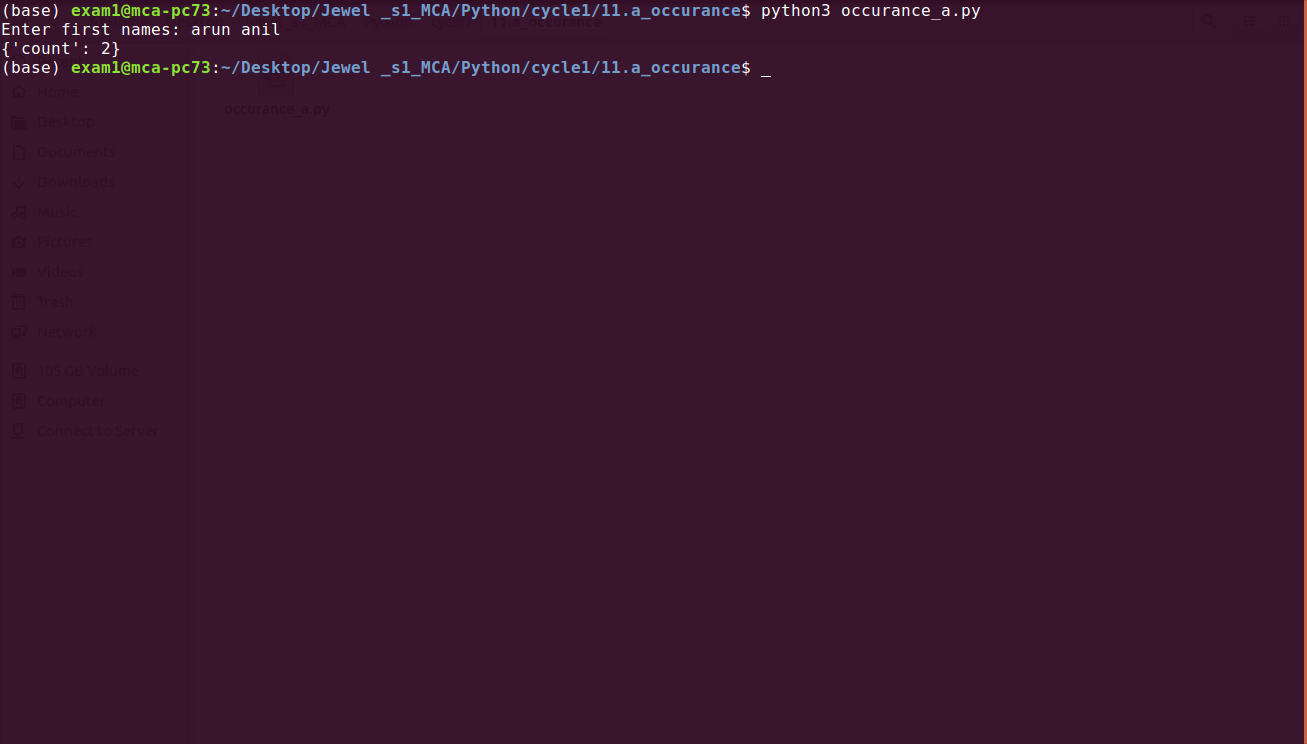 (base) exam1@mca-pc73:~/Desktop/Jewel _s1_MCA/Python/cycle1/11.a_occurance$ python3 occurance_a.py
Enter first names: arun anil
{'count': 2}
(base) exam1@mca-pc73:~/Desktop/Jewel _s1_MCA/Python/cycle1/11.a_occurance$ _
Home
occurance_a.py
Desktop
Documents
Downloads
Music
Pictures
Videos
Trash
Network
105 GB Volume
Computer
Connect to Server